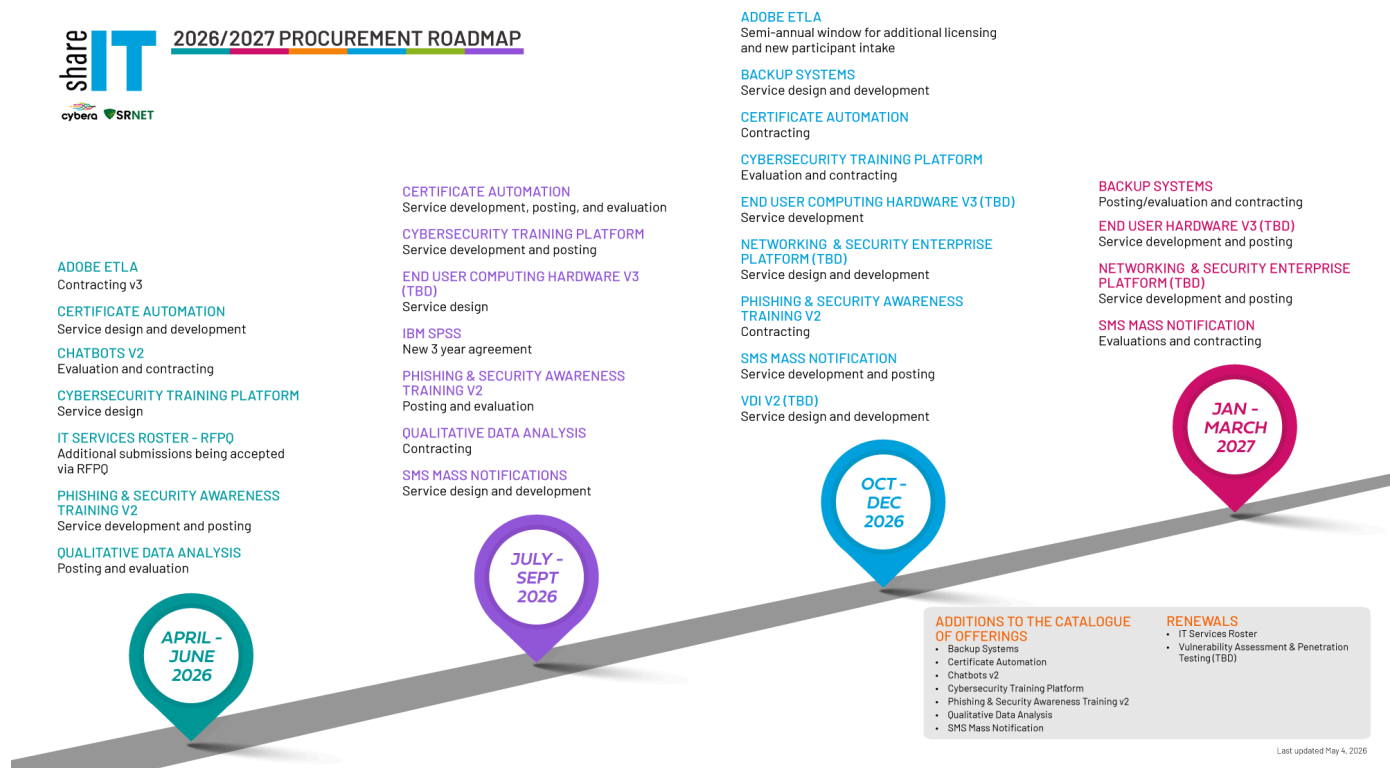 share
IT
cybera
SRNET
2026/2027 PROCUREMENT ROADMAP
ADOBE ETLA
Contracting v3
CERTIFICATE AUTOMATION
Service design and development
CHATBOTS V2
Evaluation and contracting
CYBERSECURITY TRAINING PLATFORM
Service design
IT SERVICES ROSTER - RFPQ
Additional submissions being accepted
via RFPQ
PHISHING & SECURITY AWARENESS
TRAINING V2
Service development and posting
QUALITATIVE DATA ANALYSIS
Posting and evaluation
APRIL -
JUNE
2026
CERTIFICATE AUTOMATION
Service development, posting, and evaluation
CYBERSECURITY TRAINING PLATFORM
Service development and posting
END USER COMPUTING HARDWARE V3
(TBD)
Service design
IBM SPSS
New 3 year agreement
PHISHING & SECURITY AWARENESS
TRAINING V2
Posting and evaluation
QUALITATIVE DATA ANALYSIS
Contracting
SMS MASS NOTIFICATIONS
Service design and development
JULY -
SEPT
2026
ADOBE ETLA
Semi-annual window for additional licensing
and new participant intake
BACKUP SYSTEMS
Service design and development
CERTIFICATE AUTOMATION
Contracting
CYBERSECURITY TRAINING PLATFORM
Evaluation and contracting
END USER COMPUTING HARDWARE V3 (TBD)
Service development
NETWORKING & SECURITY ENTERPRISE
PLATFORM (TBD)
Service design and development
PHISHING & SECURITY AWARENESS
TRAINING V2
Contracting
SMS MASS NOTIFICATION
Service development and posting
VDI V2 (TBD)
Service design and development
OCT -
DEC
2026
BACKUP SYSTEMS
Posting/evaluation and contracting
END USER HARDWARE V3 (TBD)
Service development and posting
NETWORKING & SECURITY ENTERPRISE
PLATFORM (TBD)
Service development and posting
SMS MASS NOTIFICATION
Evaluations and contracting
JAN -
MARCH
2027
ADDITIONS TO THE CATALOGUE
OF OFFERINGS
• Backup Systems
• Certificate Automation
• Chatbots v2
• Cybersecurity Training Platform
• Phishing & Security Awareness Training v2
• Qualitative Data Analysis
• SMS Mass Notification
RENEWALS
• IT Services Roster
• Vulnerability Assessment & Penetration
Testing (TBD)
Last updated May 4, 2026